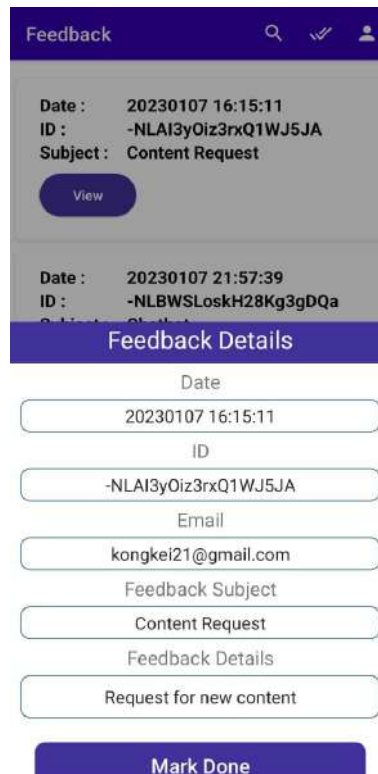 Feedback
Date : 20230107 16:15:11
ID : -NLAI3yOiz3rxQ1WJ5JA
Subject : Content Request
View
Date : 20230107 21:57:39
ID : -NLBWSLoskH28Kg3gDQa
Feedback Details
Date
20230107 16:15:11
ID
-NLAI3yOiz3rxQ1WJ5JA
Email
kongkei21@gmail.com
Feedback Subject
Content Request
Feedback Details
Request for new content
Mark Done